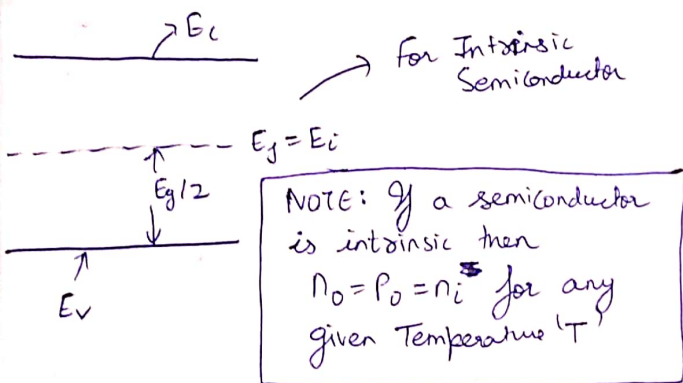 Ec
For Intrinsic
Semiconductor
Ef = Ei
Eg/2
NOTE: If a semiconductor
is intrinsic then
n₀ = P₀ = nᵢ for any
given Temperature 'T'
Ev